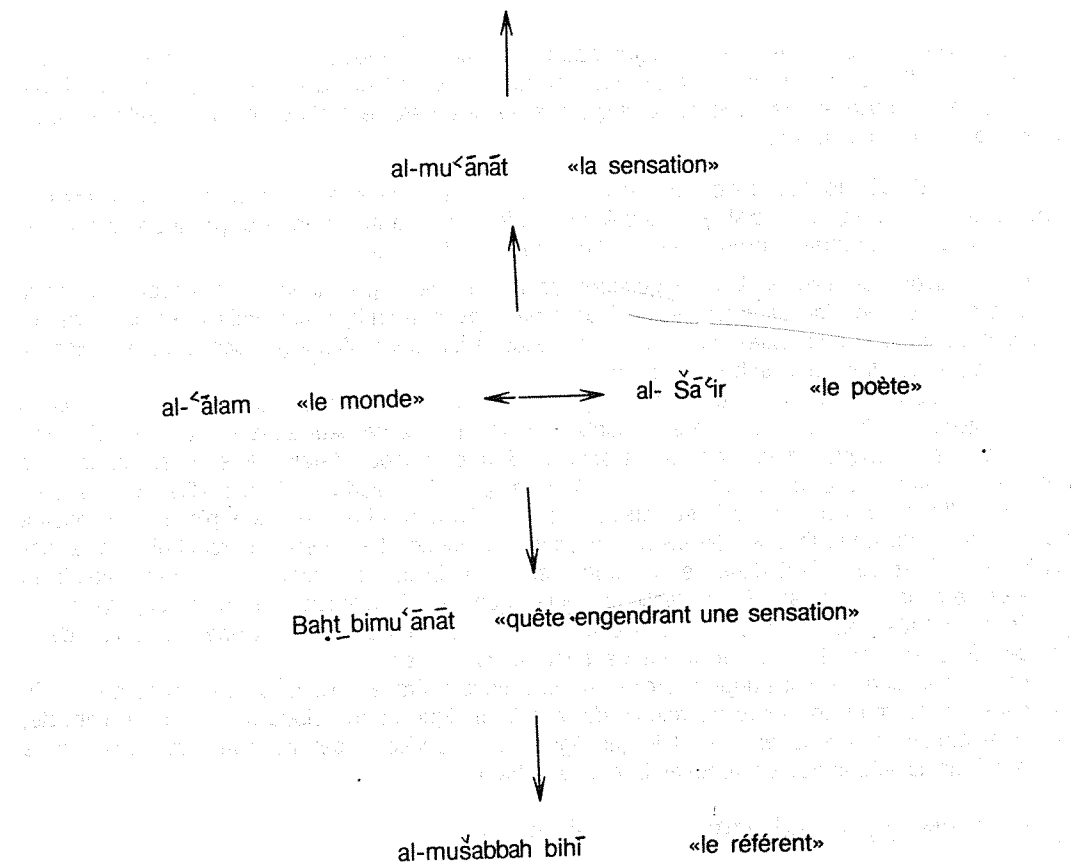 al-muʿānāt «la sensation»
al-ʿālam «le monde» al- Šāʿir «le poète»
Baḥṯ bimuʿānāt «quête engendrant une sensation»
al-mušabbah bihī «le référent»